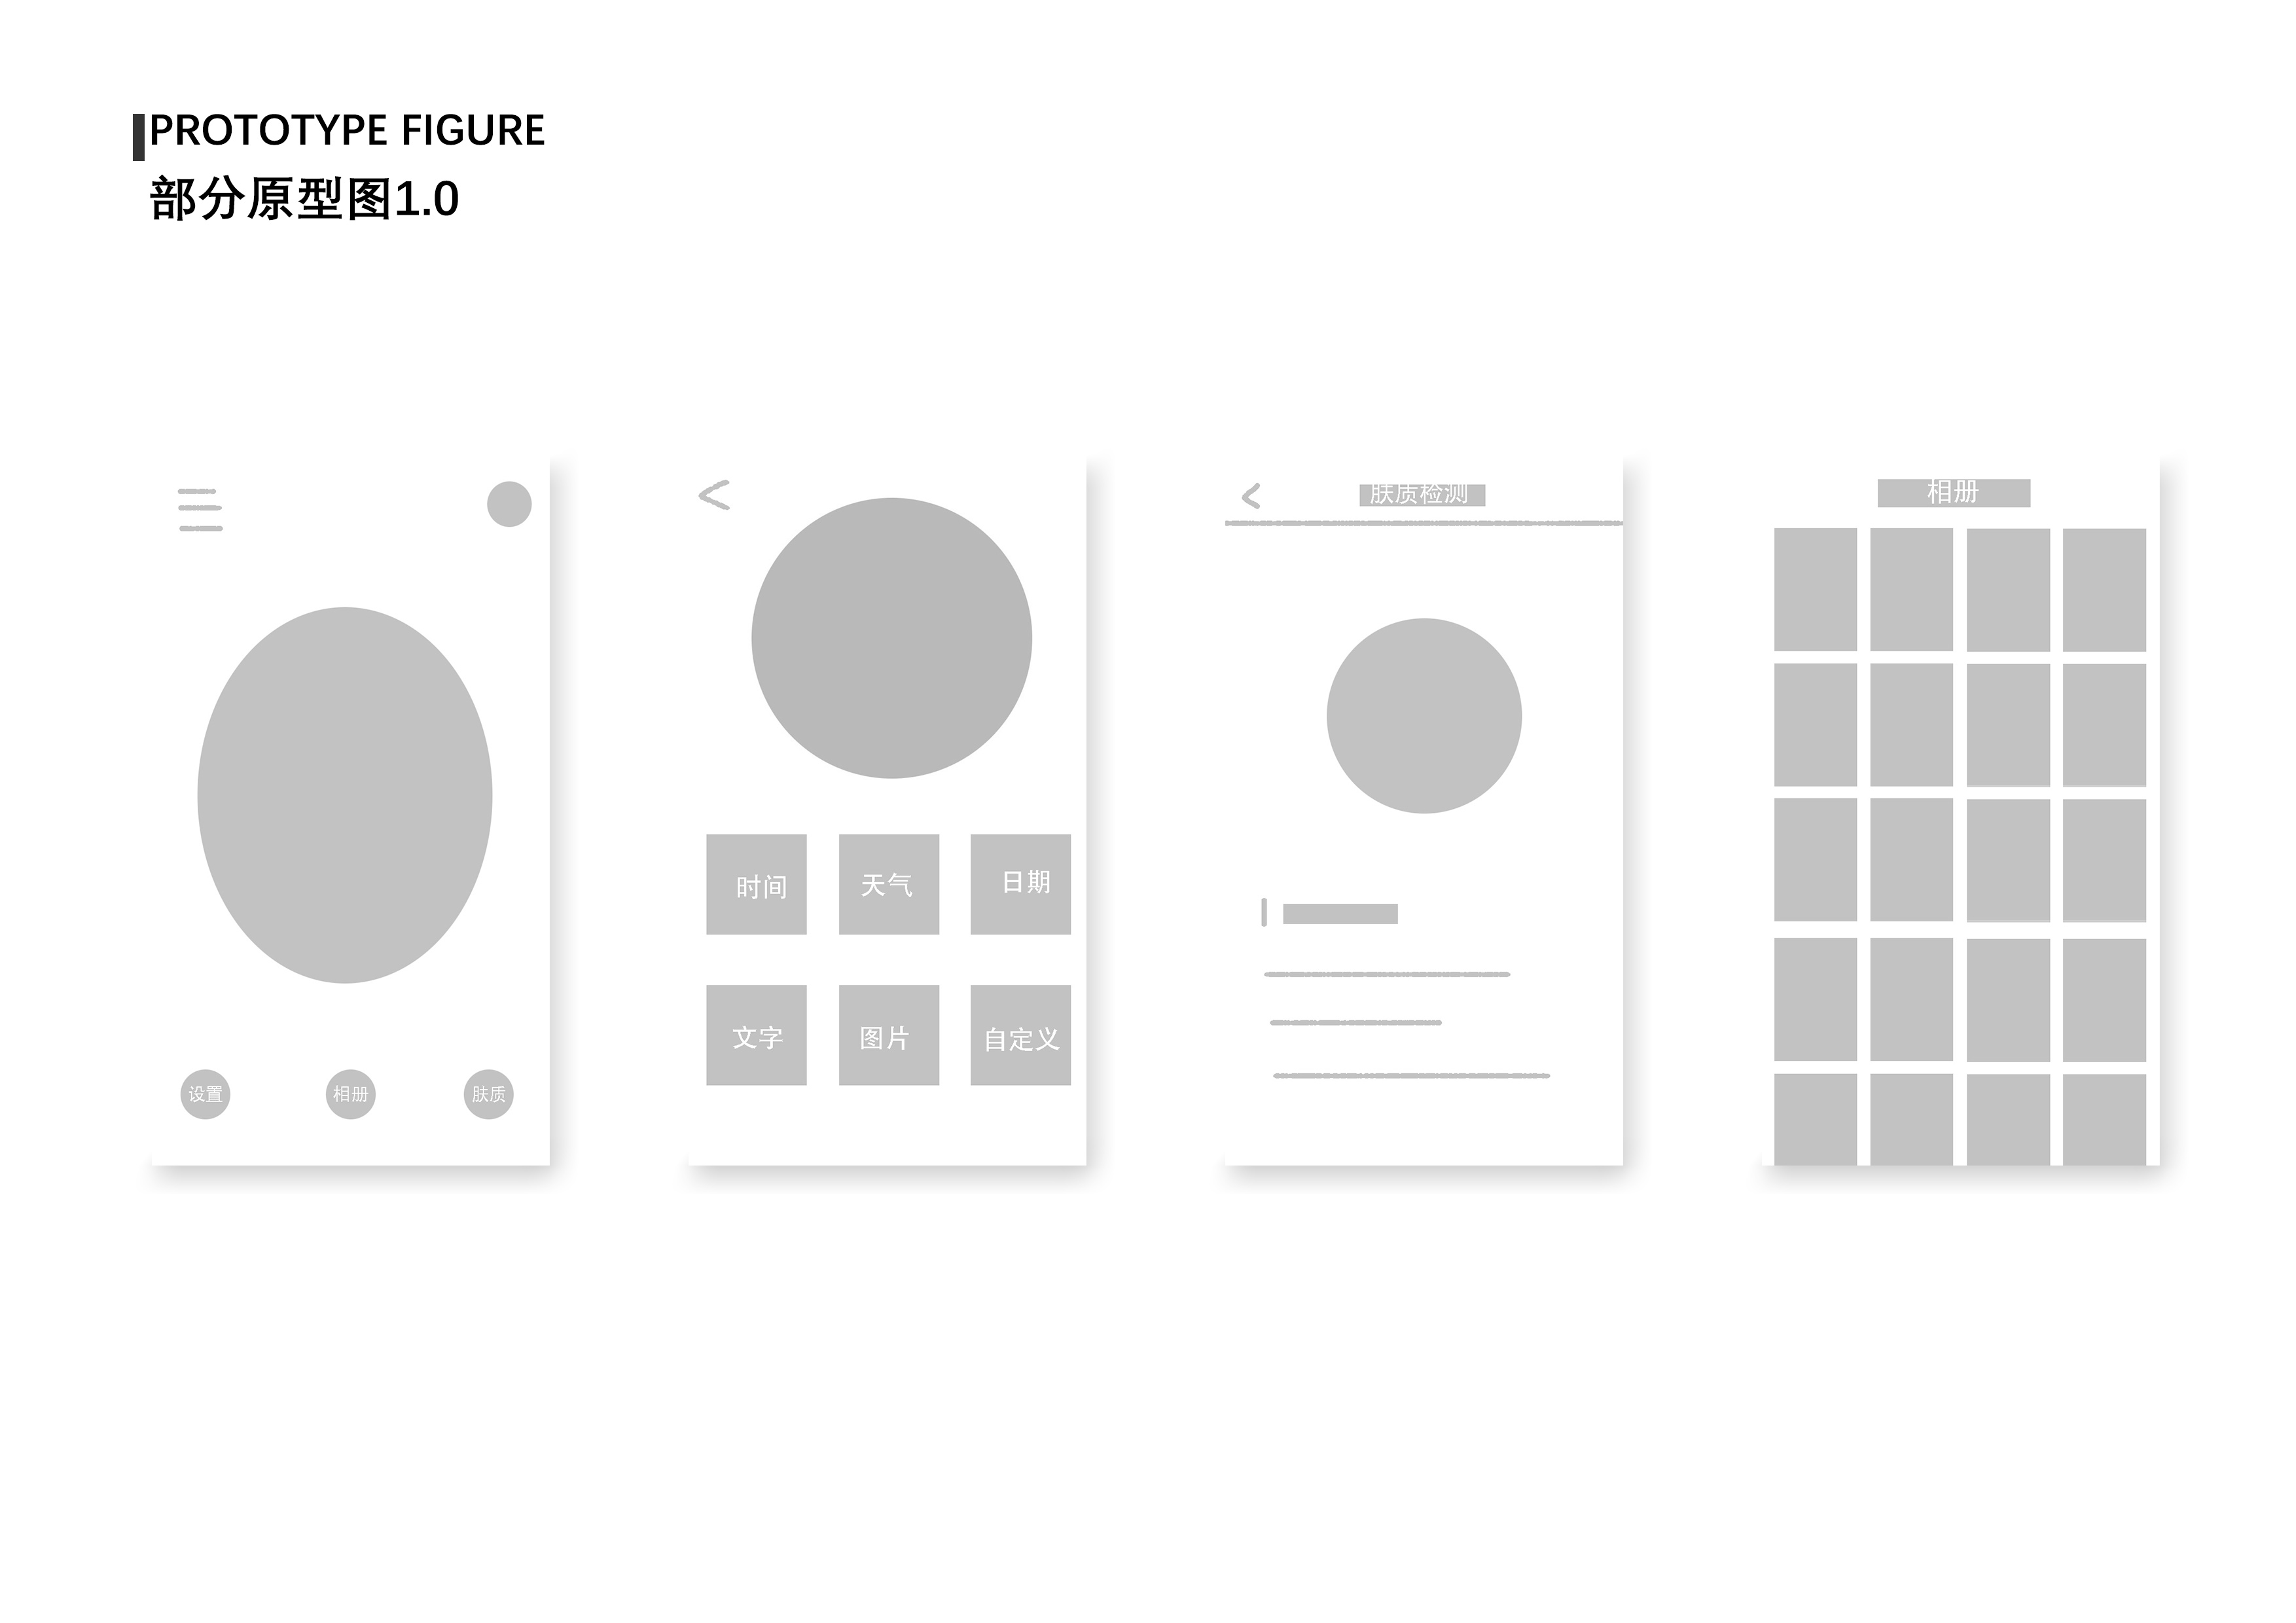 PROTOTYPE FIGURE
部分原型图1.0
设置
相册
肤质
时间
天气
日期
文字
图片
自定义
肤质检测
相册